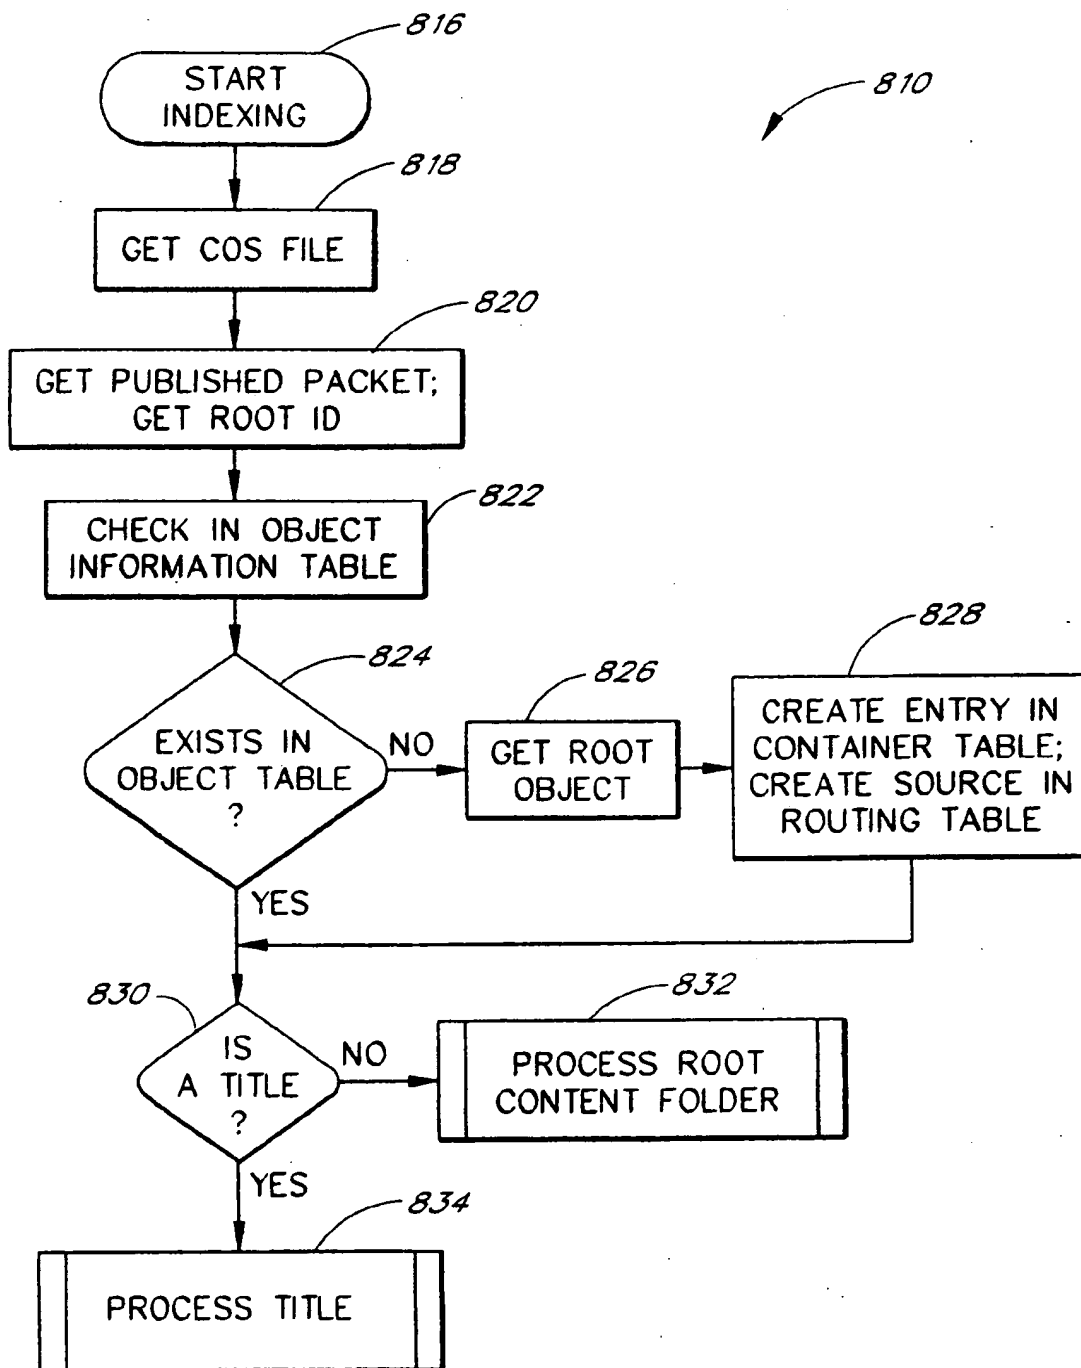 816
START
INDEXING
810
818
GET COS FILE
820
GET PUBLISHED PACKET;
GET ROOT ID
822
CHECK IN OBJECT
INFORMATION TABLE
824
EXISTS IN
OBJECT TABLE
?
NO
826
GET ROOT
OBJECT
828
CREATE ENTRY IN
CONTAINER TABLE;
CREATE SOURCE IN
ROUTING TABLE
YES
830
IS
A TITLE
?
NO
832
PROCESS ROOT
CONTENT FOLDER
YES
834
PROCESS TITLE